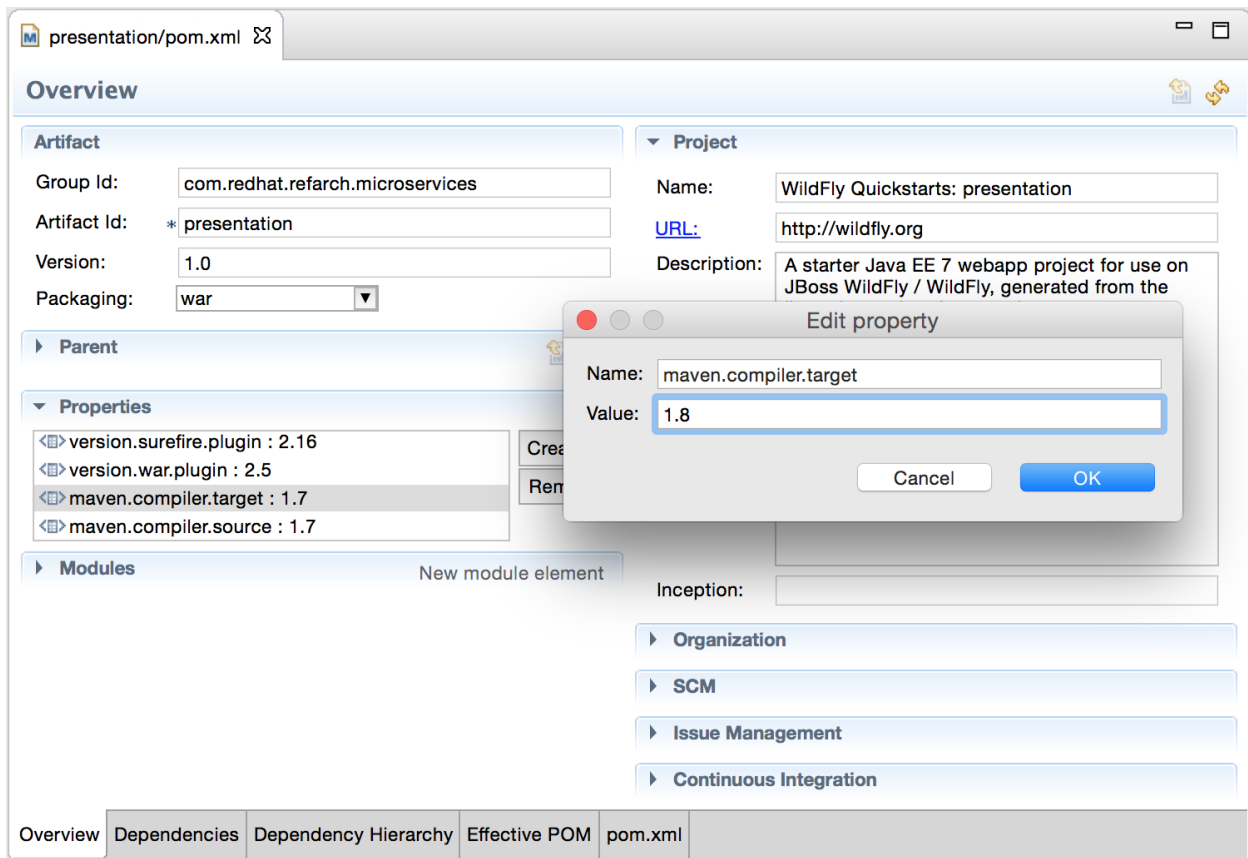 presentation/pom.xml
Overview
Artifact
Group Id: com.redhat.refarch.microservices
Artifact Id: * presentation
Version: 1.0
Packaging: war
Parent
Properties
version.surefire.plugin : 2.16
version.war.plugin : 2.5
maven.compiler.target : 1.7
maven.compiler.source : 1.7
Modules
New module element
Project
Name: WildFly Quickstarts: presentation
URL: http://wildfly.org
Description: A starter Java EE 7 webapp project for use on
JBoss WildFly / WildFly, generated from the
Edit property
Name: maven.compiler.target
Value: 1.8
Cancel OK
Inception:
Organization
SCM
Issue Management
Continuous Integration
Overview Dependencies Dependency Hierarchy Effective POM pom.xml